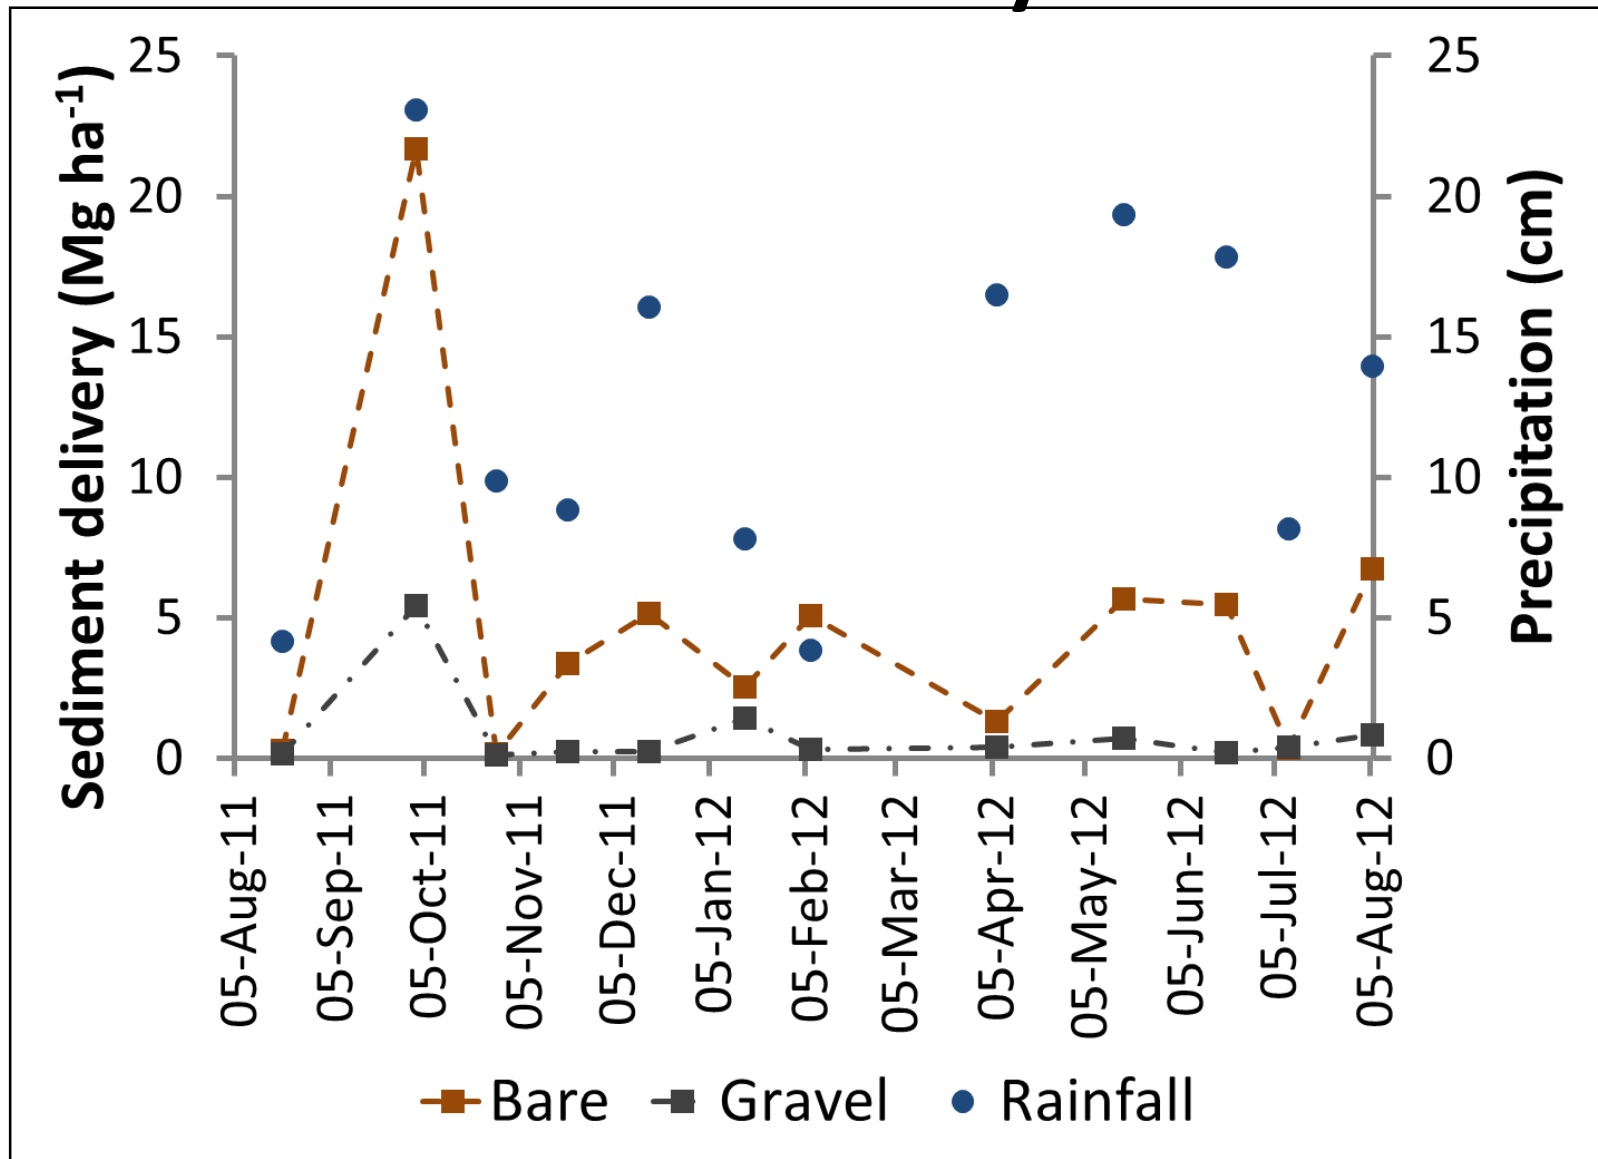 Sediment delivery (Mg ha⁻¹)
25
20
15
10
5
0
25
20
15
10
5
0
Precipitation (cm)
05-Aug-11
05-Sep-11
05-Oct-11
05-Nov-11
05-Dec-11
05-Jan-12
05-Feb-12
05-Mar-12
05-Apr-12
05-May-12
05-Jun-12
05-Jul-12
05-Aug-12
Bare Gravel Rainfall